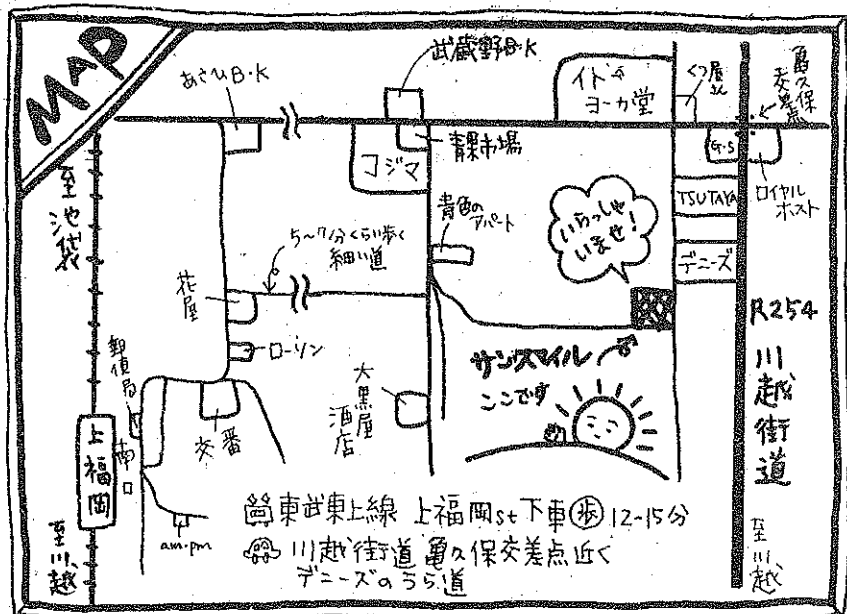 MAP
武蔵野B・K
あさひB・K
イトーヨーカ堂
くつ屋さん
亀久保交差点
青果市場
コジマ
G・S
ロイヤルホスト
TSUTAYA
デニーズ
至池袋
青色のアパート
いらっしゃいませ!
5〜7分くらい歩く
細い道
花屋
R254
川越街道
ローソン
郵便局
サンスマイル
ここです
大黒屋
酒店
交番
上福岡
南口
am・pm
至川越
至川越
東武東上線 上福岡st下車歩12-15分
川越街道亀久保交差点近く
デニーズのうら道